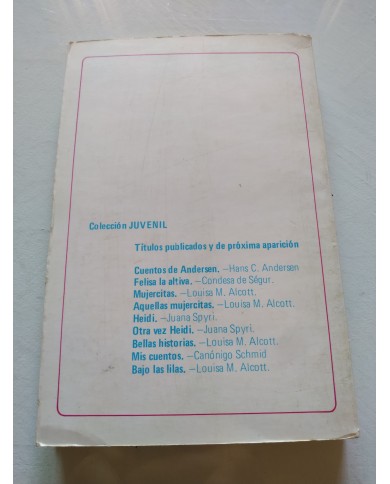 Colección JUVENIL
Títulos publicados y de próxima aparición
Cuentos de Andersen. —Hans C. Andersen
Felisa la altiva. —Condesa de Ségur.
Mujercitas. —Louisa M. Alcott.
Aquellas mujercitas. —Louisa M. Alcott.
Heidi. —Juana Spyri.
Otra vez Heidi. —Juana Spyri.
Bellas historias. —Louisa M. Alcott.
Mis cuentos. —Canónigo Schmid
Bajo las lilas. —Louisa M. Alcott.